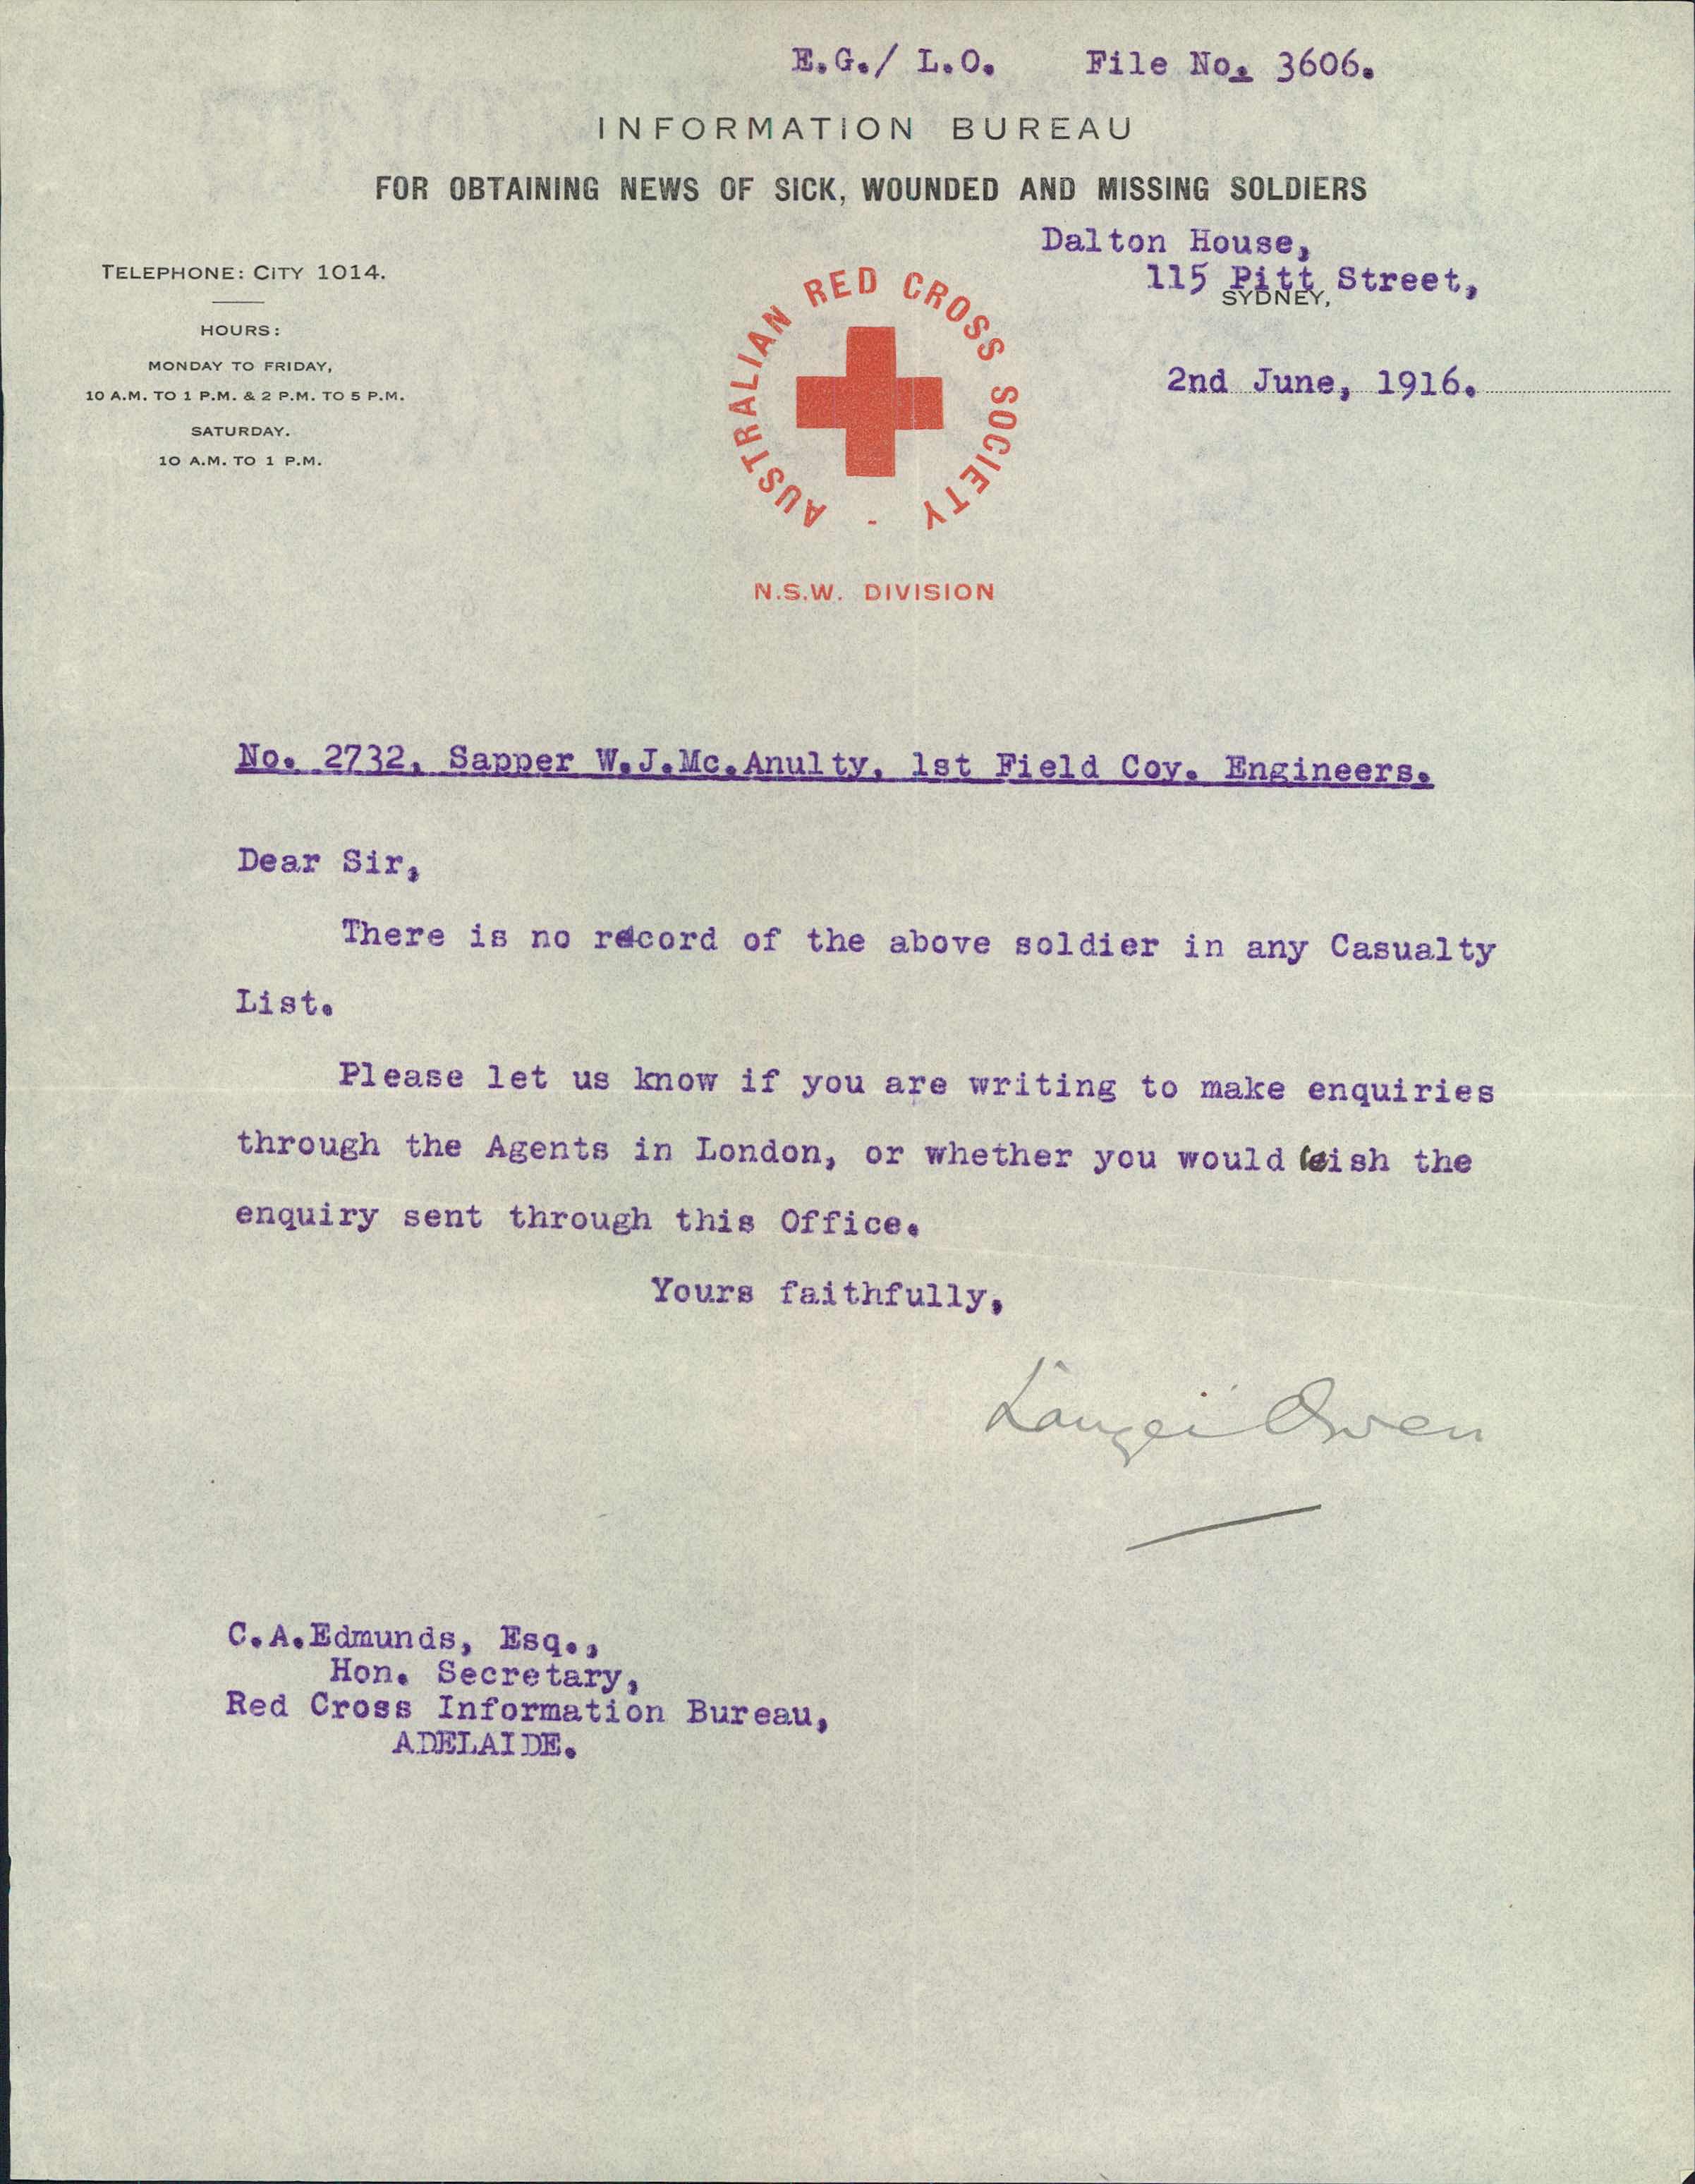 E.G./ L.O. File No. 3606.
INFORMATION BUREAU
FOR OBTAINING NEWS OF SICK, WOUNDED AND MISSING SOLDIERS
Dalton House,
115 Pitt Street,
SYDNEY,
TELEPHONE: CITY 1014.
HOURS:
MONDAY TO FRIDAY,
10 A.M. TO 1 P.M. & 2 P.M. TO 5 P.M.
SATURDAY.
10 A.M. TO 1 P.M.
AUSTRALIAN RED CROSS SOCIETY -
N.S.W. DIVISION
2nd June, 1916.
No. 2732, Sapper W.J.Mc.Anulty, 1st Field Coy. Engineers.
Dear Sir,
There is no record of the above soldier in any Casualty
List.
Please let us know if you are writing to make enquiries
through the Agents in London, or whether you would wish the
enquiry sent through this Office.
Yours faithfully,
Langer Owen
C.A.Edmunds, Esq.,
Hon. Secretary,
Red Cross Information Bureau,
ADELAIDE.